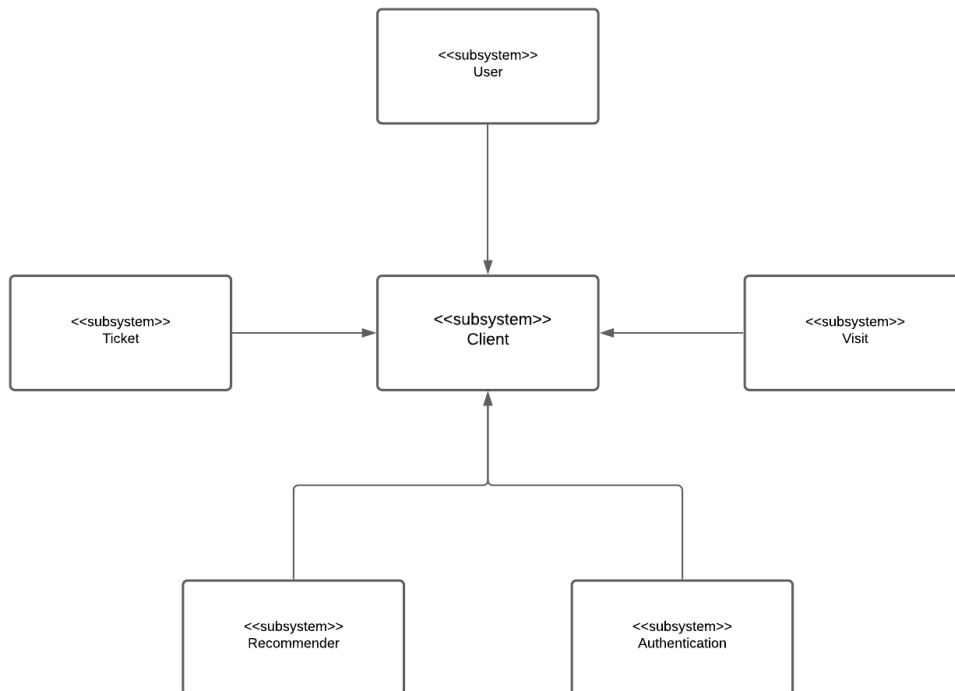 <<subsystem>>
User
<<subsystem>>
Ticket
<<subsystem>>
Client
<<subsystem>>
Visit
<<subsystem>>
Recommender
<<subsystem>>
Authentication